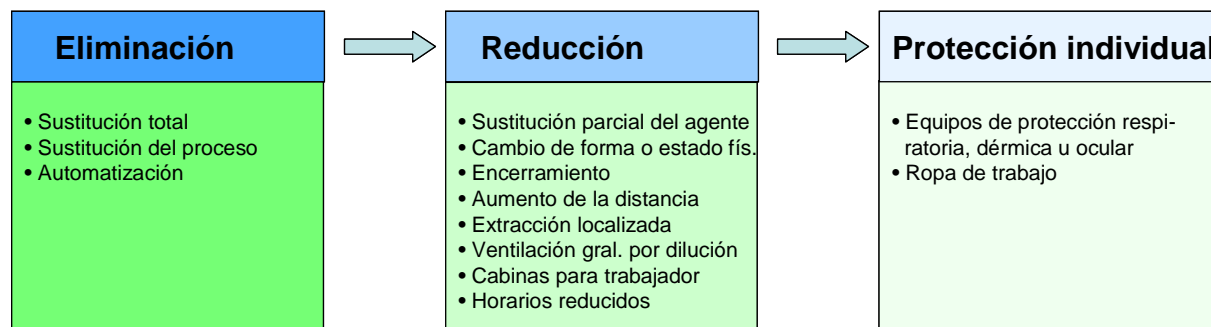 Eliminación
• Sustitución total
• Sustitución del proceso
• Automatización
Reducción
• Sustitución parcial del agente
• Cambio de forma o estado fís.
• Encerramiento
• Aumento de la distancia
• Extracción localizada
• Ventilación gral. por dilución
• Cabinas para trabajador
• Horarios reducidos
Protección individual
• Equipos de protección respi-
ratoria, dérmica u ocular
• Ropa de trabajo